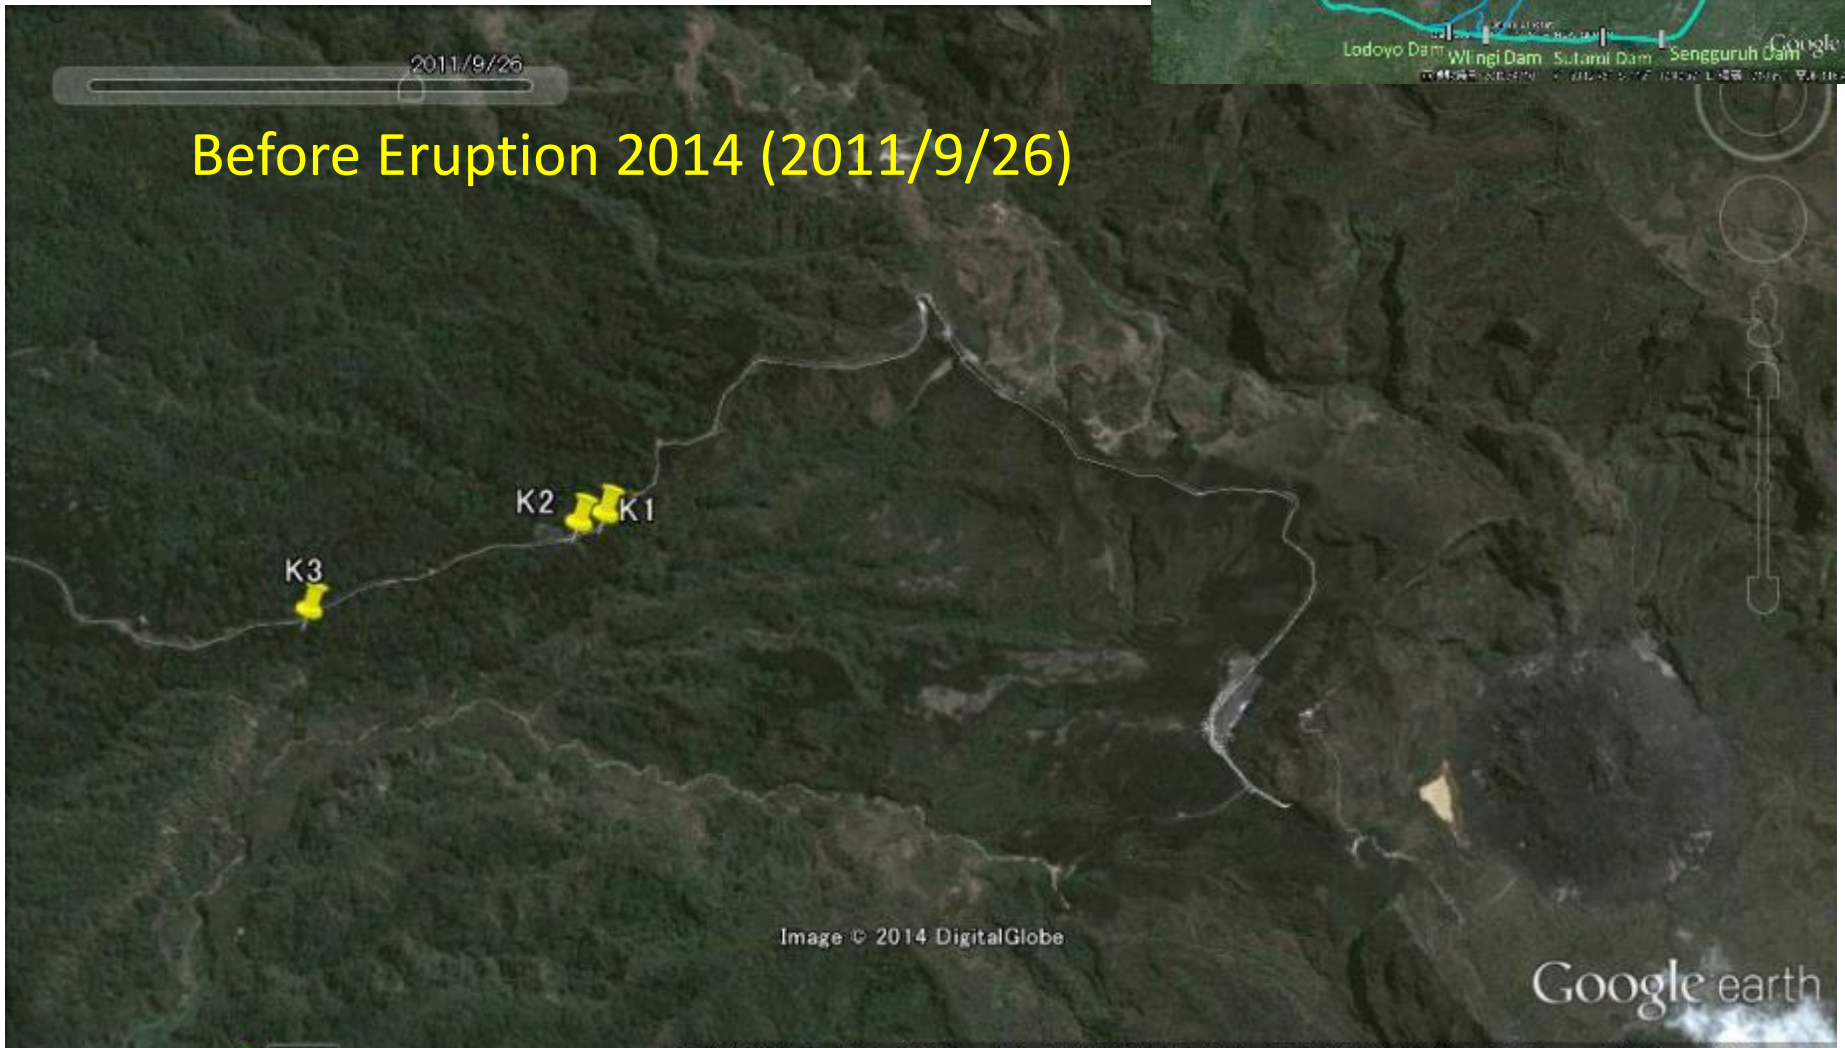 Google
Lodoyo Dam Wlingi Dam Sutami Dam Sengguruh Dam
2011/9/26
Before Eruption 2014 (2011/9/26)
K2
K1
K3
Image © 2014 DigitalGlobe
Google earth